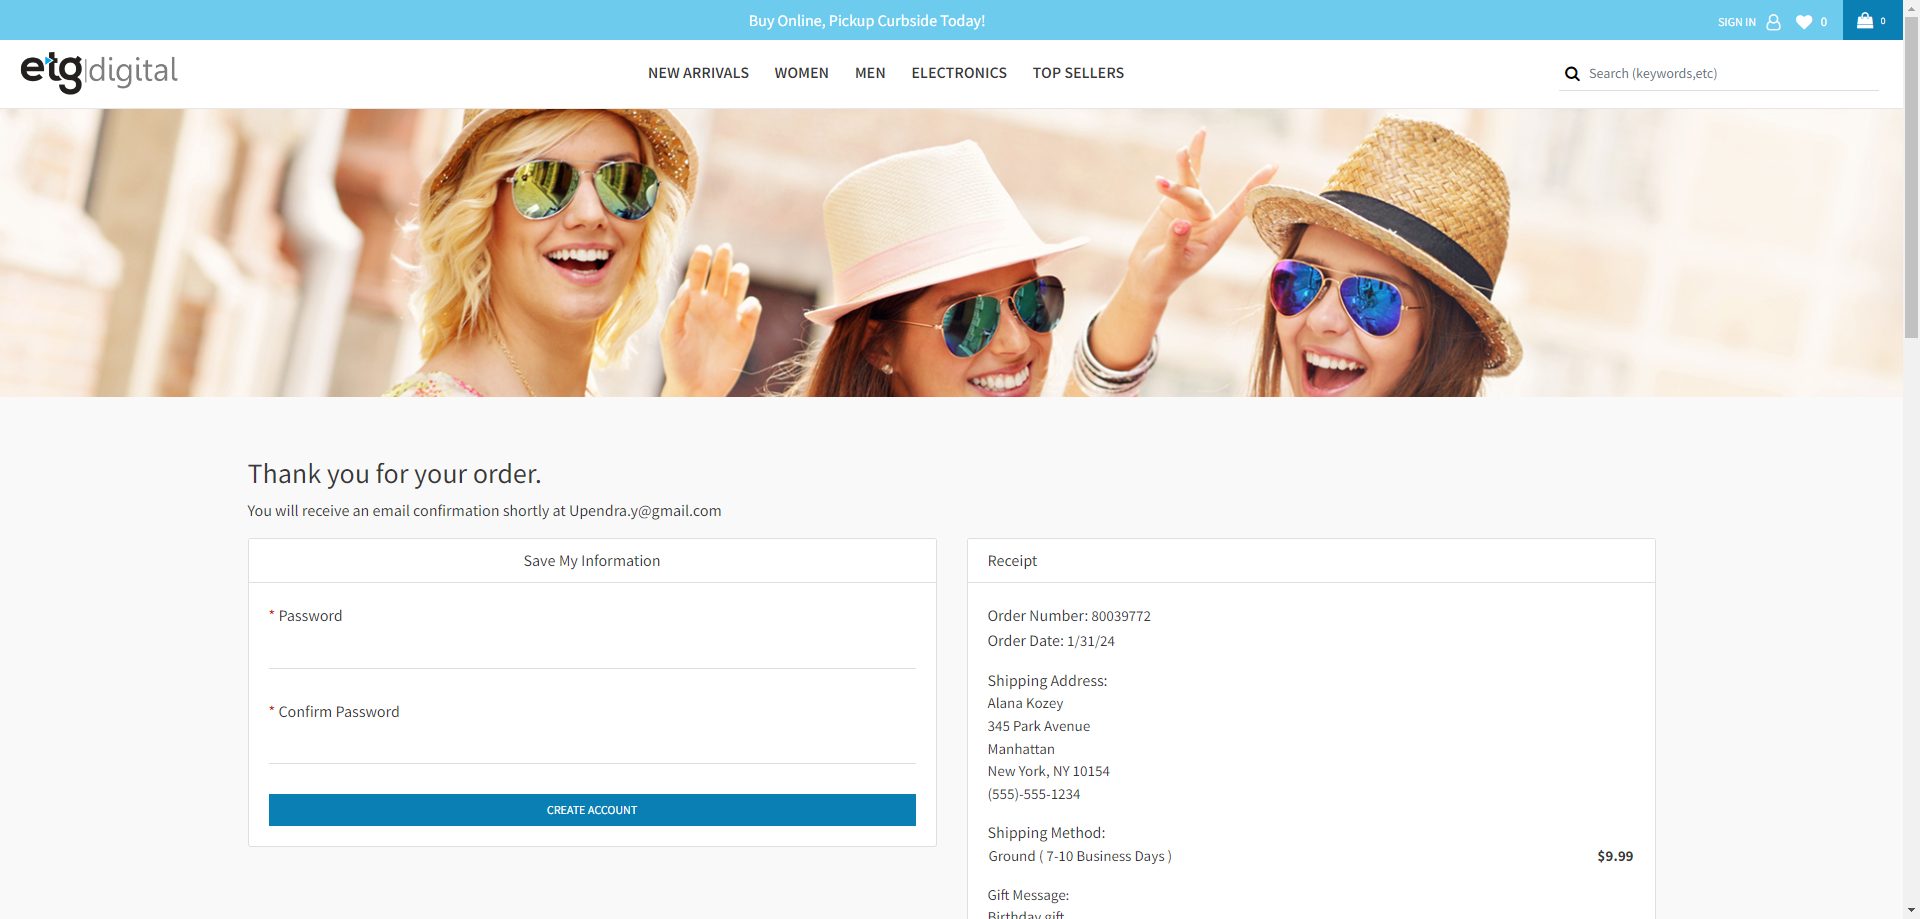 Buy Online, Pickup Curbside Today!
SIGN IN 0 0
etg|digital
NEW ARRIVALS WOMEN MEN ELECTRONICS TOP SELLERS
Search (keywords,etc)
Thank you for your order.
You will receive an email confirmation shortly at Upendra.y@gmail.com
Save My Information
* Password
* Confirm Password
CREATE ACCOUNT
Receipt
Order Number: 80039772
Order Date: 1/31/24
Shipping Address:
Alana Kozey
345 Park Avenue
Manhattan
New York, NY 10154
(555)-555-1234
Shipping Method:
Ground ( 7-10 Business Days ) $9.99
Gift Message:
Birthday gift